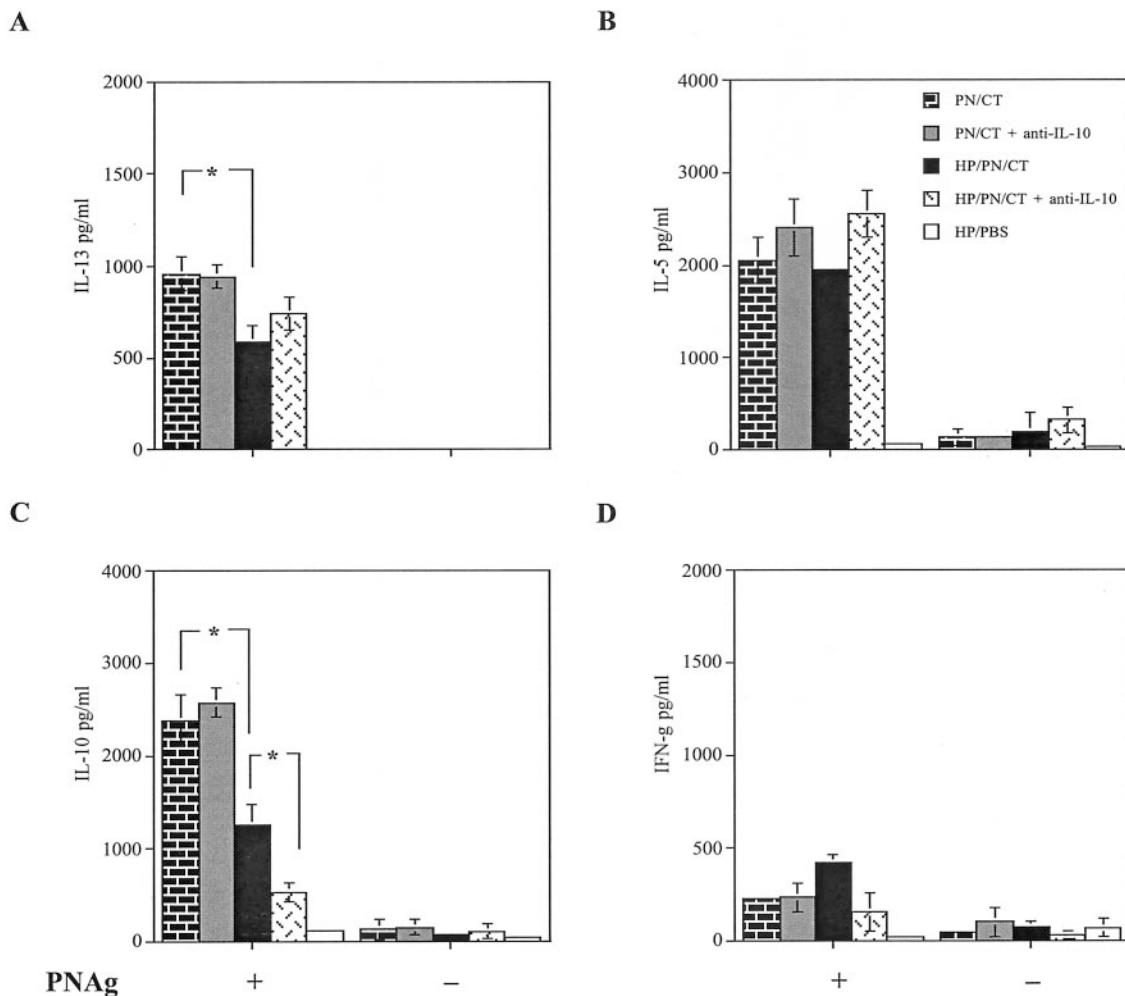 A
B
2000
1500
1000
500
0
IL-13 pg/ml
*
4000
3000
2000
1000
0
IL-5 pg/ml
PN/CT
PN/CT + anti-IL-10
HP/PN/CT
HP/PN/CT + anti-IL-10
HP/PBS
C
D
4000
3000
2000
1000
0
IL-10 pg/ml
*
*
2000
1500
1000
500
0
IFN-g pg/ml
PNAg + – + –